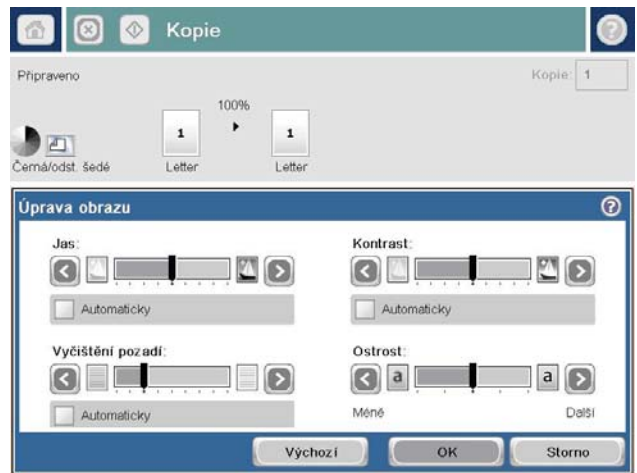 Kopie
Připraveno
Kopie: 1
100%
1
1
Černá/odst. šedé
Letter
Letter
Úprava obrazu
Jas:
Kontrast:
Automaticky
Automaticky
Vyčištění pozadí:
Ostrost:
a
a
Automaticky
Méně
Další
Výchozí
OK
Storno